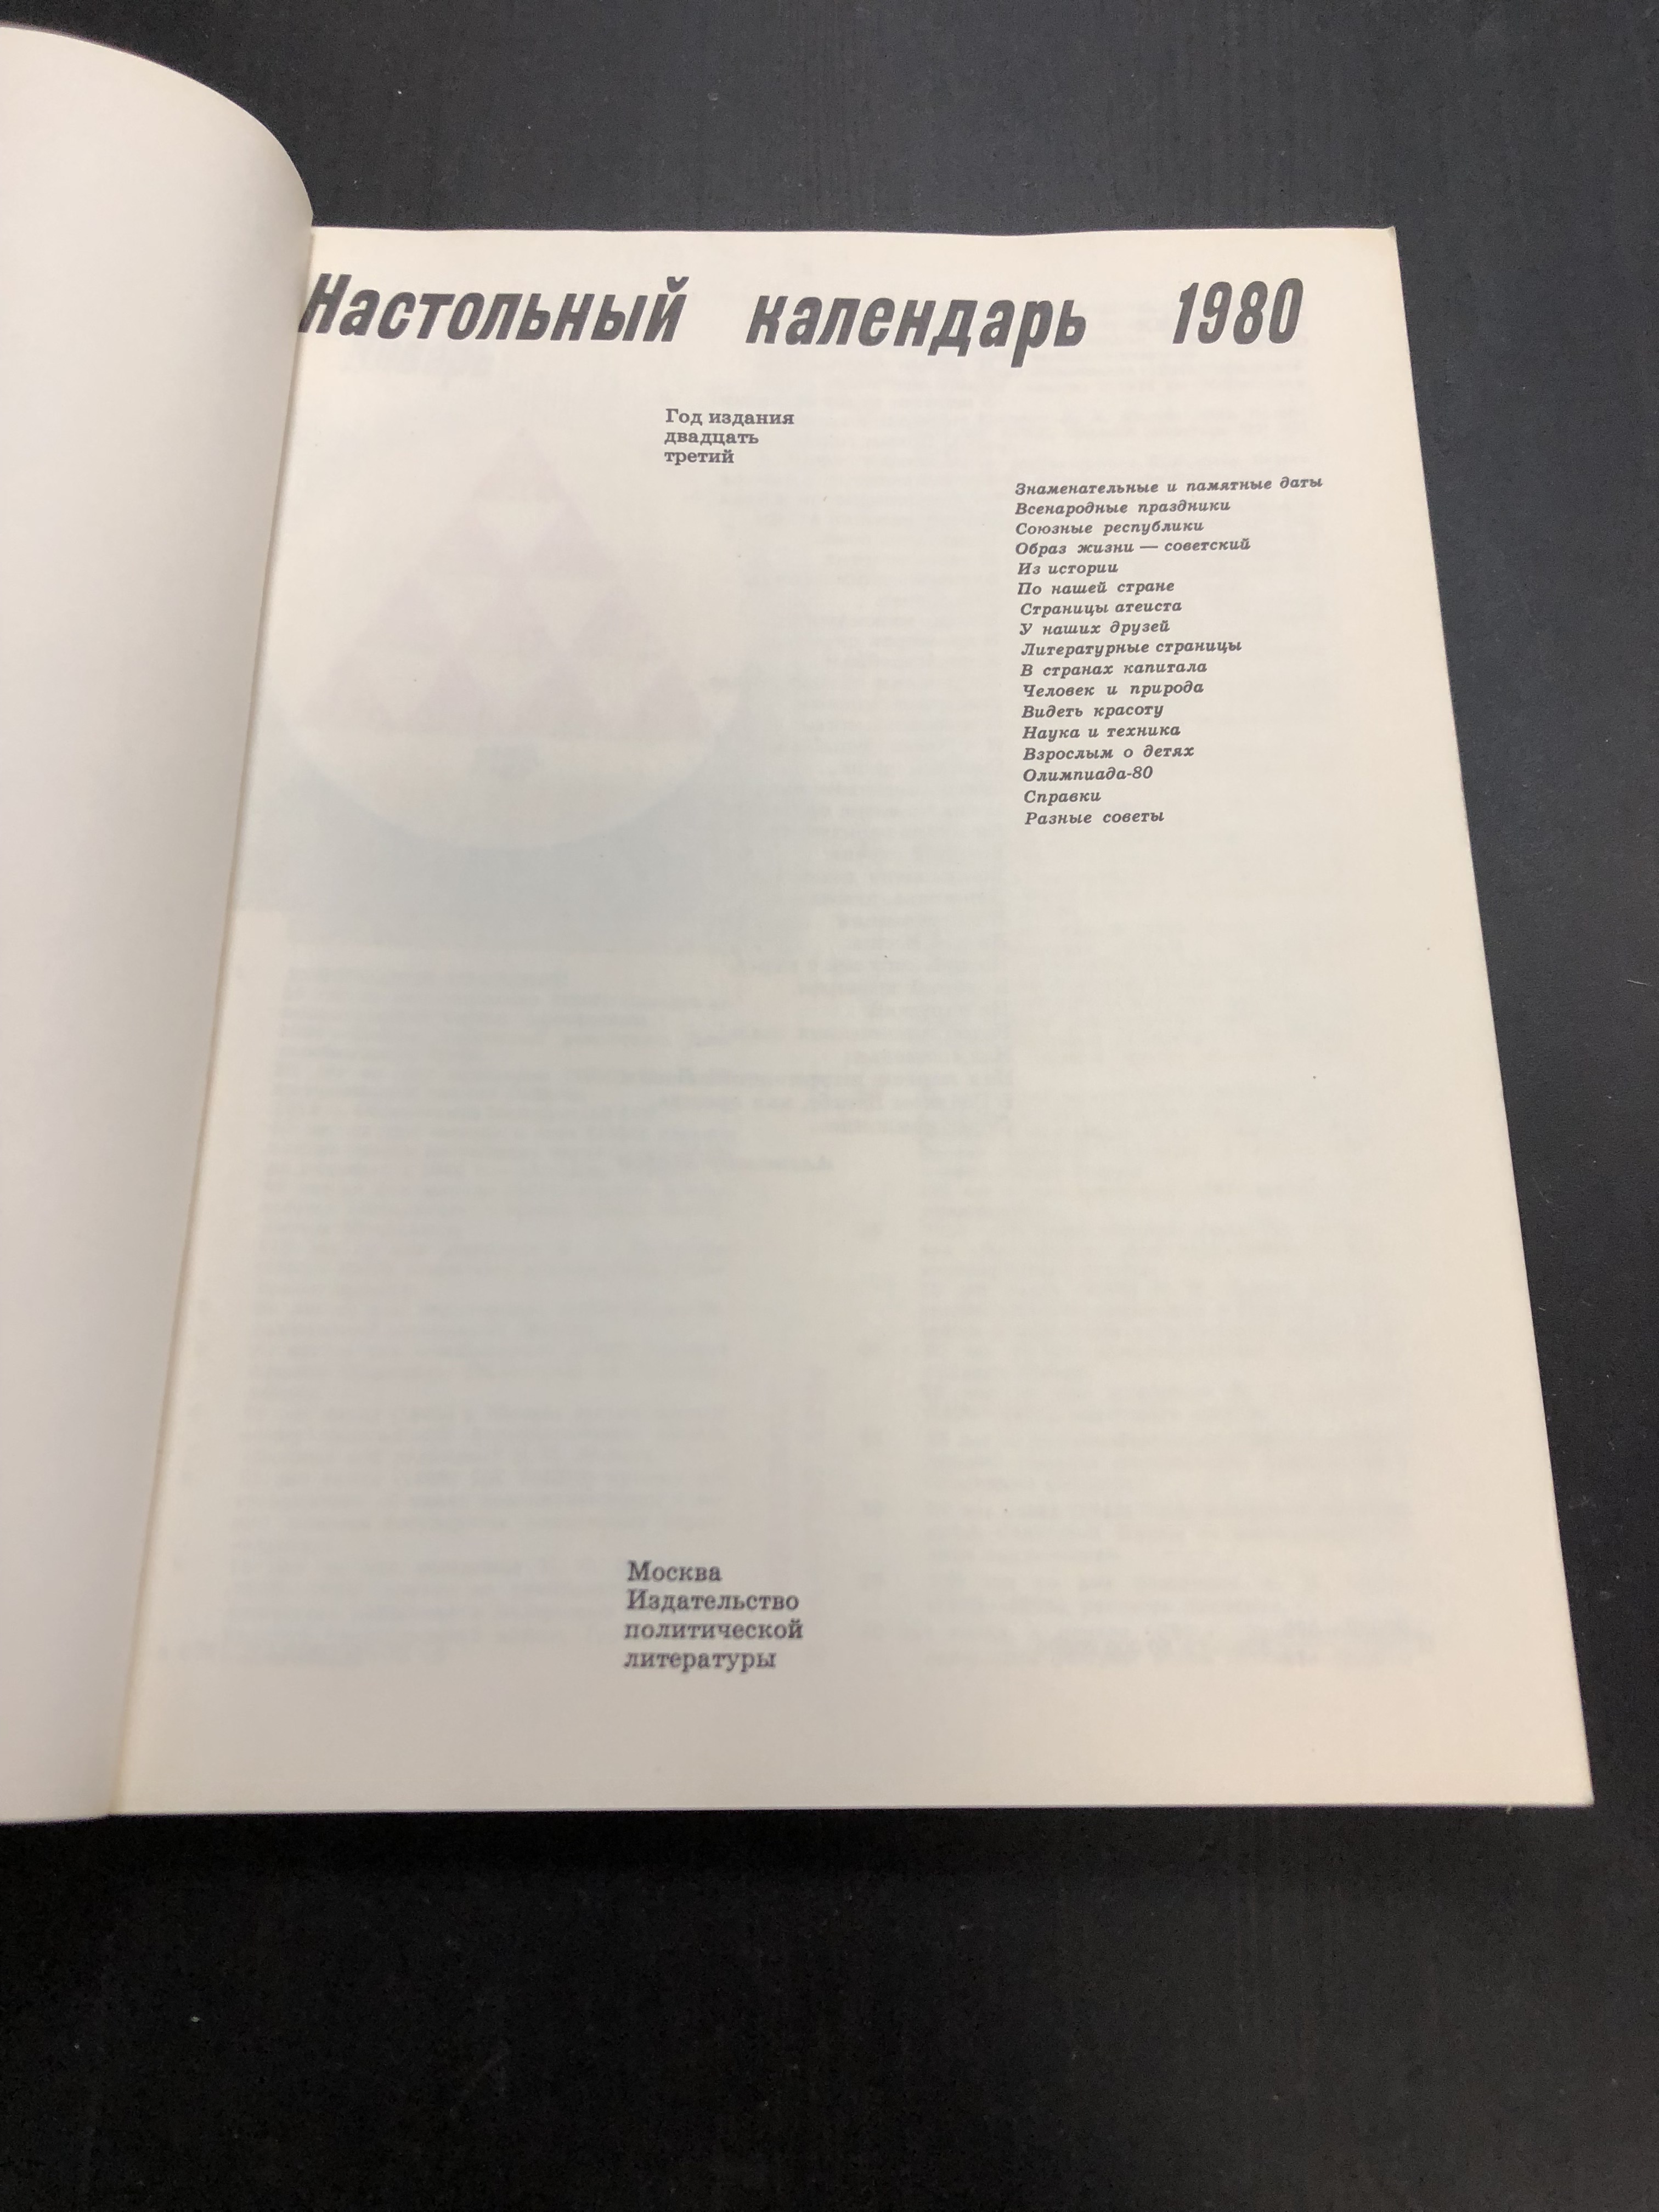 Настольный календарь 1980
Год издания
двадцать
третий
Знаменательные и памятные даты
Всенародные праздники
Союзные республики
Образ жизни — советский
Из истории
По нашей стране
Страницы атеиста
У наших друзей
Литературные страницы
В странах капитала
Человек и природа
Видеть красоту
Наука и техника
Взрослым о детях
Олимпиада-80
Справки
Разные советы
Москва
Издательство
политической
литературы